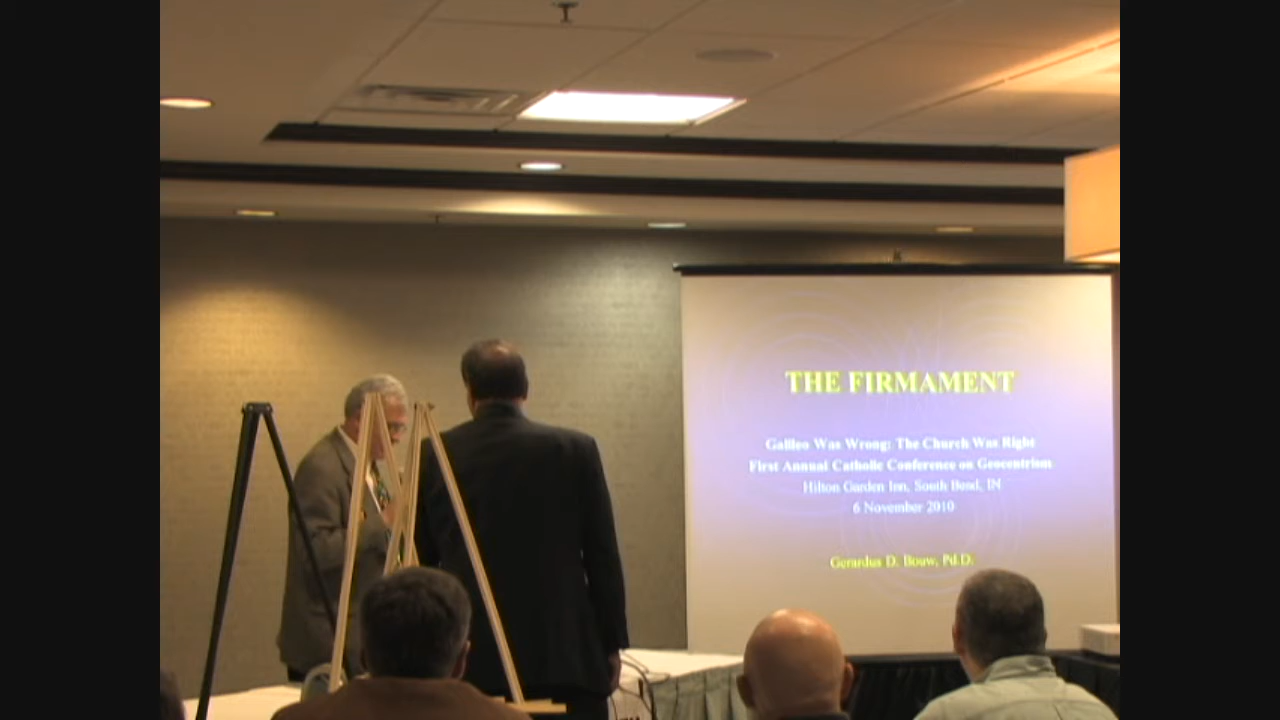 THE FIRMAMENT
Galileo Was Wrong: The Church Was Right
First Annual Catholic Conference on Geocentrism
Hilton Garden Inn, South Bend, IN
6 November 2010
Gerardus D. Bouw, Ph.D.